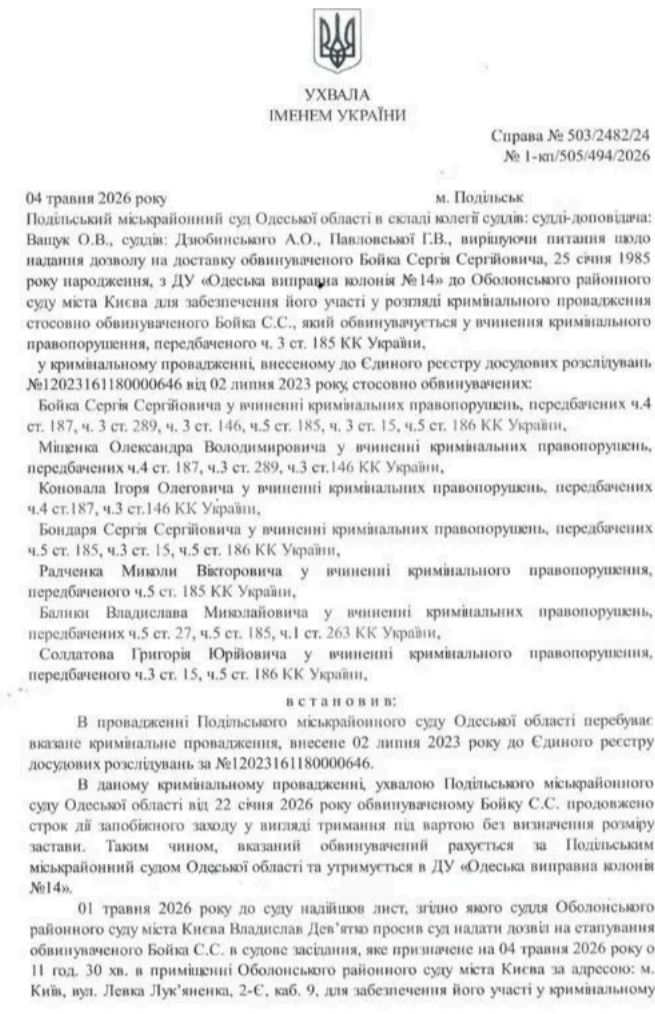 УХВАЛА
ІМЕНЕМ УКРАЇНИ
Справа № 503/2482/24
№ 1-кп/505/494/2026
04 травня 2026 року м. Подільськ
Подільський міськрайонний суд Одеської області в складі колегії суддів: судді-доповідача:
Ващук О.В., суддів: Дзюбинського А.О., Павловської Г.В., вирішуючи питання щодо
надання дозволу на доставку обвинуваченого Бойка Сергія Сергійовича, 25 січня 1985
року народження, з ДУ «Одеська виправна колонія №14» до Оболонського районного
суду міста Києва для забезпечення його участі у розгляді кримінального провадження
стосовно обвинуваченого Бойка С.С., який обвинувачується у вчинення кримінального
правопорушення, передбаченого ч. 3 ст. 185 КК України,
у кримінальному провадженні, внесеному до Єдиного реєстру досудових розслідувань
№12023161180000646 від 02 липня 2023 року, стосовно обвинувачених:
Бойка Сергія Сергійовича у вчиненні кримінальних правопорушень, передбачених ч.4
ст. 187, ч. 3 ст. 289, ч. 3 ст. 146, ч.5 ст. 185, ч. 3 ст. 15, ч.5 ст. 186 КК України,
Міщенка Олександра Володимировича у вчиненні кримінальних правопорушень,
передбачених ч.4 ст. 187, ч.3 ст. 289, ч.3 ст.146 КК України,
Коновала Ігоря Олеговича у вчиненні кримінальних правопорушень, передбачених
ч.4 ст.187, ч.3 ст.146 КК України,
Бондаря Сергія Сергійовича у вчиненні кримінальних правопорушень, передбачених
ч.5 ст. 185, ч.3 ст. 15, ч.5 ст. 186 КК України,
Радченка Миколи Вікторовича у вчиненні кримінального правопорушення,
передбаченого ч.5 ст. 185 КК України,
Балики Владислава Миколайовича у вчиненні кримінальних правопорушень,
передбачених ч.5 ст. 27, ч.5 ст. 185, ч.1 ст. 263 КК України,
Соллатова Григорія Юрійовича у вчиненні кримінального правопорушення,
передбаченого ч.3 ст. 15, ч.5 ст. 186 КК України,
в с т а н о в и в:
В провадженні Подільського міськрайонного суду Одеської області перебуває
вказане кримінальне провадження, внесене 02 липня 2023 року до Єдиного реєстру
досудових розслідувань за №12023161180000646.
В даному кримінальному провадженні, ухвалою Подільського міськрайонного
суду Одеської області від 22 січня 2026 року обвинуваченому Бойку С.С. продовжено
строк дії запобіжного заходу у вигляді тримання під вартою без визначення розміру
застави. Таким чином, вказаний обвинувачений рахується за Подільським
міськрайонний судом Одеської області та утримується в ДУ «Одеська виправна колонія
№14».
01 травня 2026 року до суду надійшов лист, згідно якого суддя Оболонського
районного суду міста Києва Владислав Дев'ятко просив суд надати дозвіл на етапування
обвинуваченого Бойка С.С. в судове засідання, яке призначене на 04 травня 2026 року о
11 год. 30 хв. в приміщенні Оболонського районного суду міста Києва за адресою: м.
Київ, вул. Левка Лук'яненка, 2-Є, каб. 9, для забезпечення його участі у кримінальному